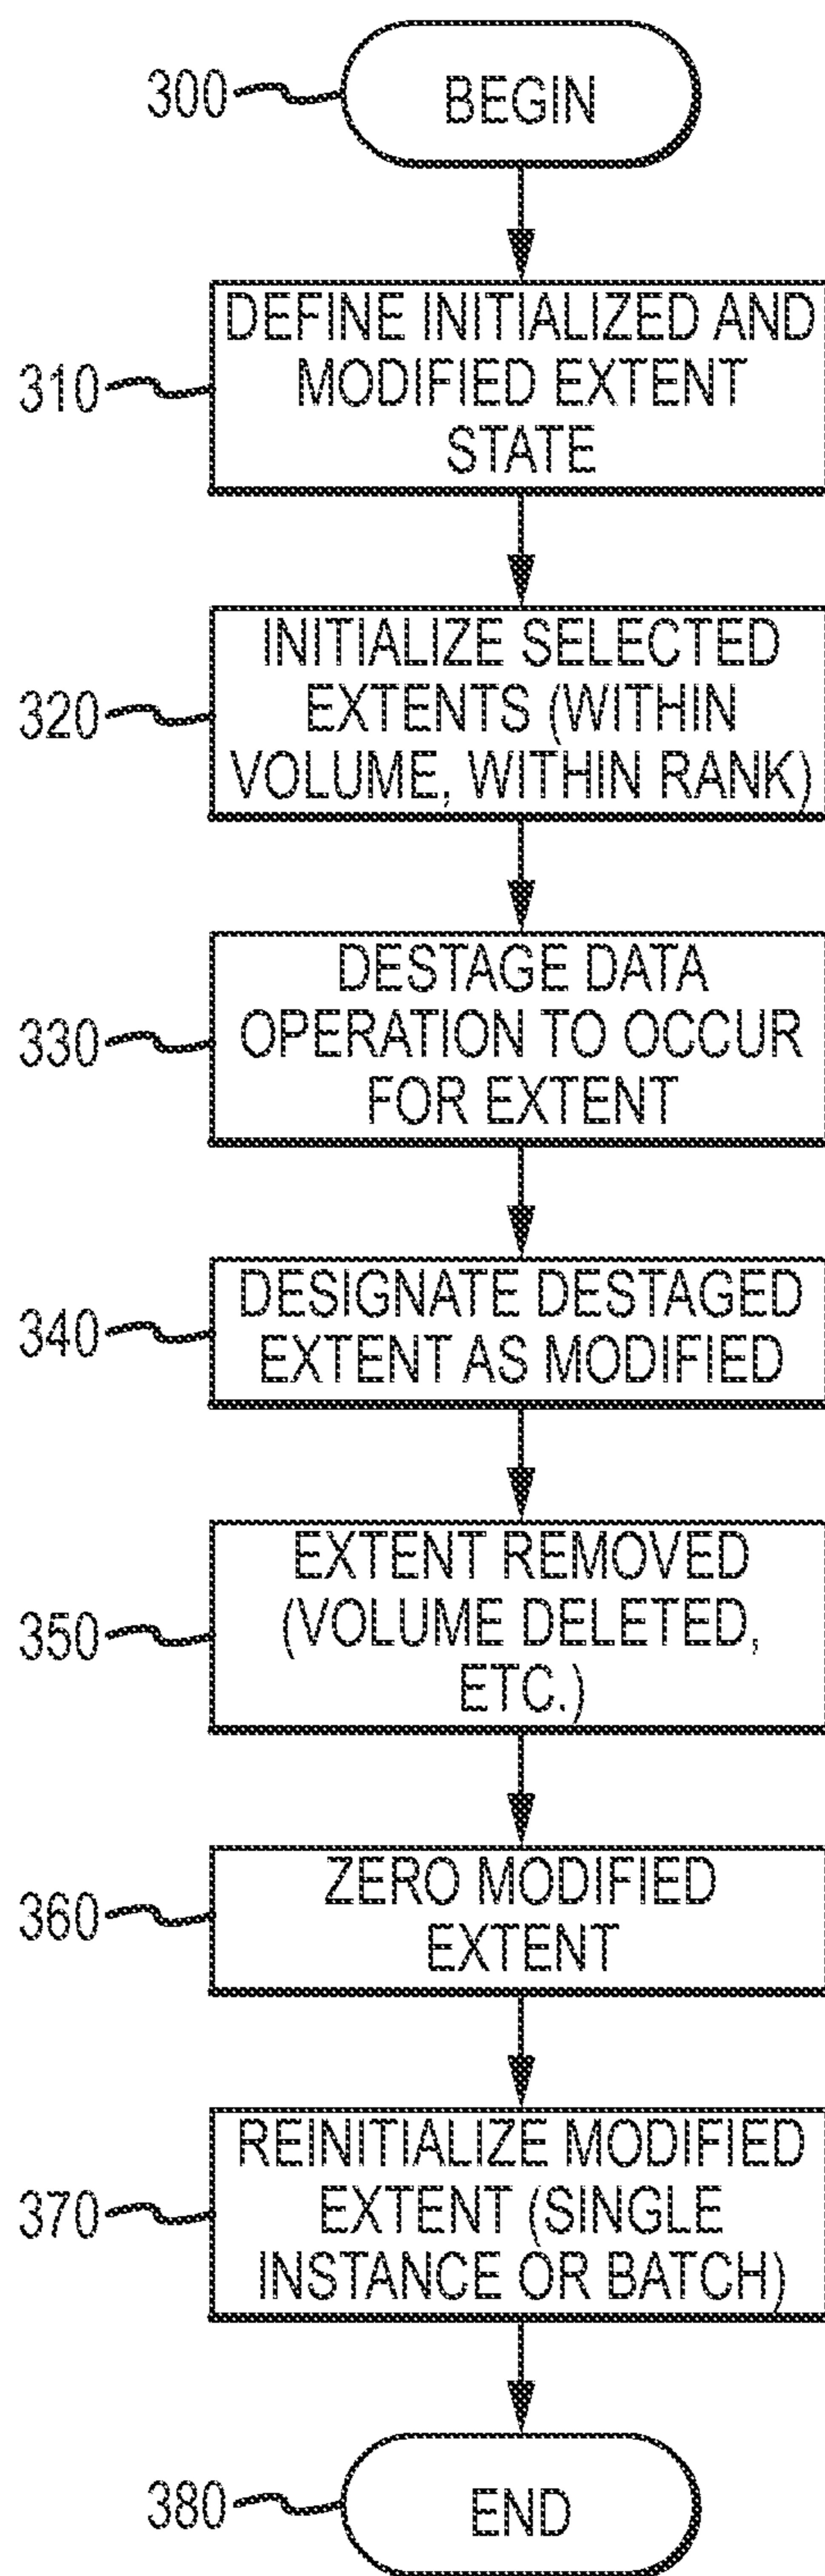 300
BEGIN
310
DEFINE INITIALIZED AND
MODIFIED EXTENT
STATE
320
INITIALIZE SELECTED
EXTENTS (WITHIN
VOLUME, WITHIN RANK)
330
DESTAGE DATA
OPERATION TO OCCUR
FOR EXTENT
340
DESIGNATE DESTAGED
EXTENT AS MODIFIED
350
EXTENT REMOVED
(VOLUME DELETED,
ETC.)
360
ZERO MODIFIED
EXTENT
370
REINITIALIZE MODIFIED
EXTENT (SINGLE
INSTANCE OR BATCH)
380
END